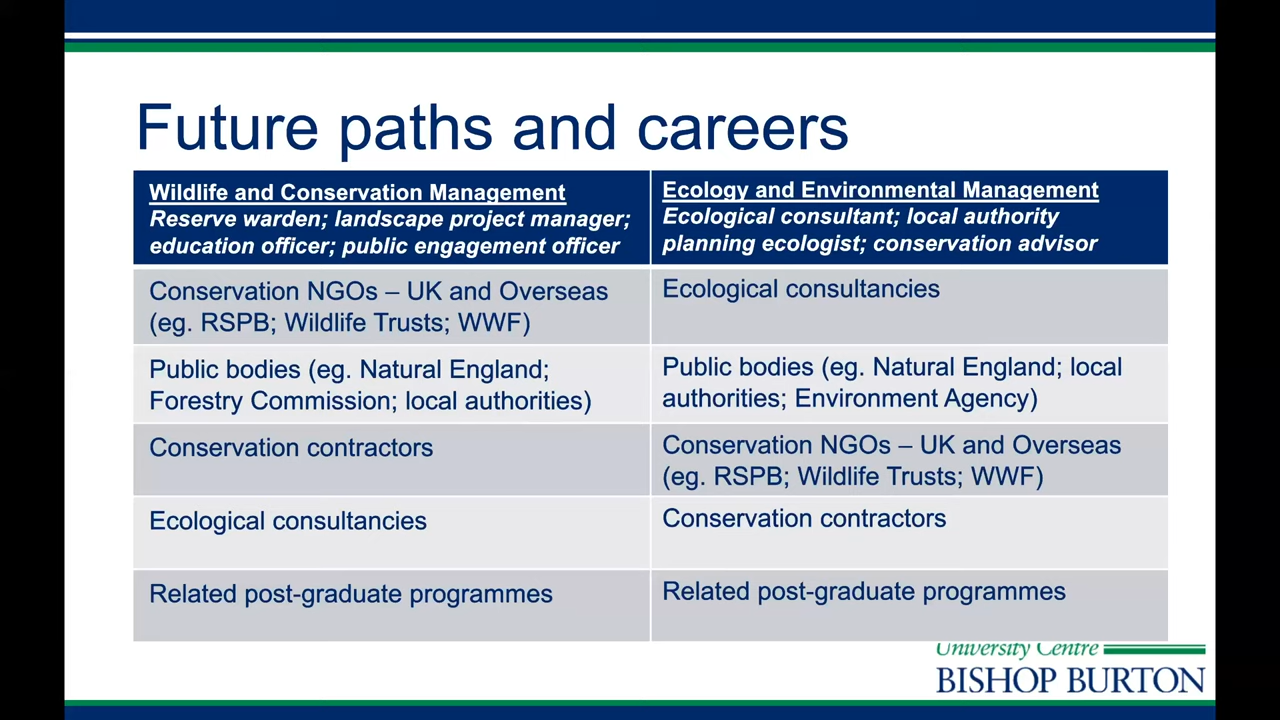 Future paths and careers
Wildlife and Conservation Management
Reserve warden; landscape project manager;
education officer; public engagement officer
Ecology and Environmental Management
Ecological consultant; local authority
planning ecologist; conservation advisor
Conservation NGOs – UK and Overseas
(eg. RSPB; Wildlife Trusts; WWF)
Ecological consultancies
Public bodies (eg. Natural England;
Forestry Commission; local authorities)
Public bodies (eg. Natural England; local
authorities; Environment Agency)
Conservation contractors
Conservation NGOs – UK and Overseas
(eg. RSPB; Wildlife Trusts; WWF)
Ecological consultancies
Conservation contractors
Related post-graduate programmes
Related post-graduate programmes
University Centre
BISHOP BURTON